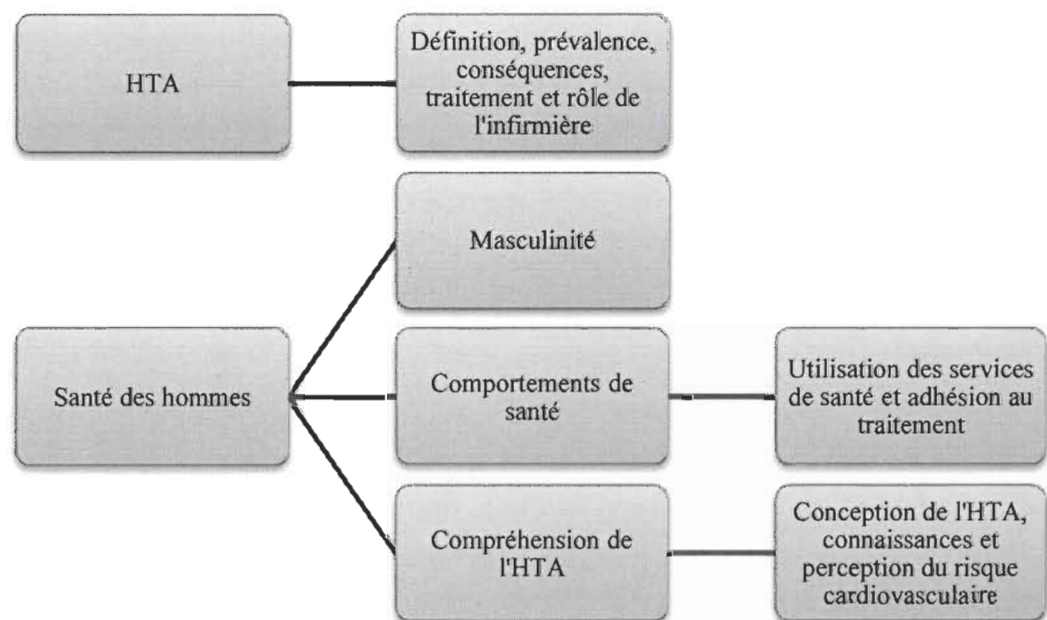 HTA
Définition, prévalence,
conséquences,
traitement et rôle de
l'infirmière
Masculinité
Santé des hommes
Comportements de
santé
Utilisation des services
de santé et adhésion au
traitement
Compréhension de
l'HTA
Conception de l'HTA,
connaissances et
perception du risque
cardiovasculaire